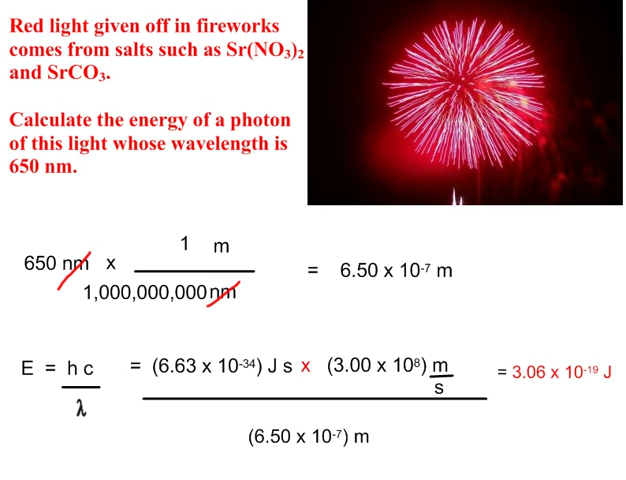 Red light given off in fireworks
comes from salts such as Sr(NO₃)₂
and SrCO₃.
Calculate the energy of a photon
of this light whose wavelength is
650 nm.
1 m
650 nm x = 6.50 x 10⁻⁷ m
1,000,000,000 nm
E = h c = (6.63 x 10⁻³⁴) J s x (3.00 x 10⁸) m = 3.06 x 10⁻¹⁹ J
λ s
(6.50 x 10⁻⁷) m